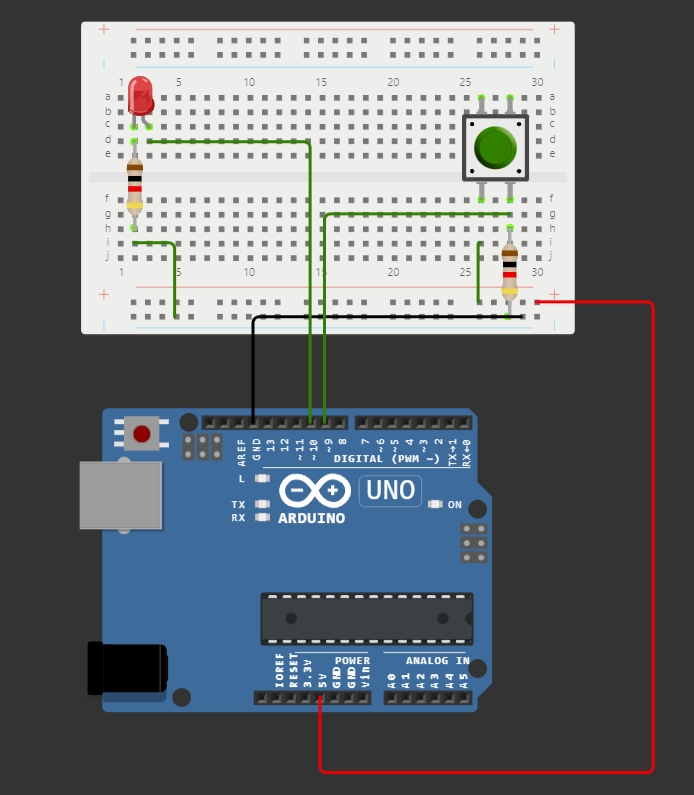 + +
1 5 10 15 20 25 30
a a
b b
c c
d d
e e
f f
g g
h h
i i
j j
1 5 10 15 20 25 30
+ +
AREF GND 13 12 ~11 ~10 ~9 8 7 ~6 ~5 4 ~3 2 TX→1 RX←0
DIGITAL (PWM ~)
L
UNO
TX
RX
ON
ARDUINO
IOREF RESET 3.3V 5V GND GND Vin
POWER
ANALOG IN
A0 A1 A2 A3 A4 A5